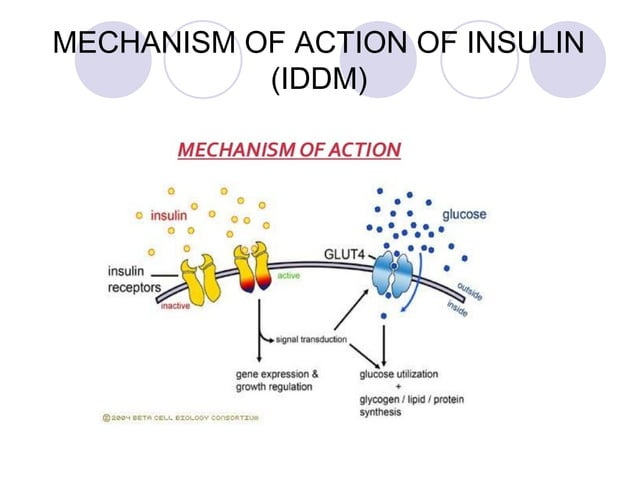 MECHANISM OF ACTION OF INSULIN
(IDDM)
MECHANISM OF ACTION
insulin
glucose
GLUT4
insulin
receptors
active
inactive
outside
inside
signal transduction
gene expression &
growth regulation
glucose utilization
+
glycogen / lipid / protein
synthesis
©2004 BETA CELL BIOLOGY CONSORTIUM